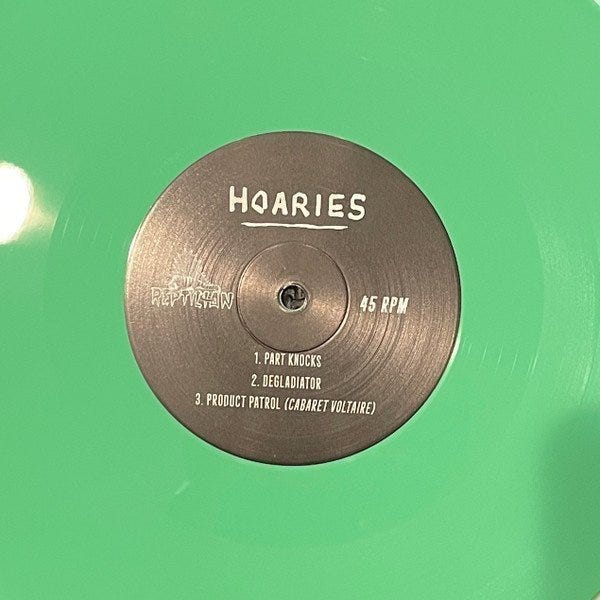 HOARIES
REPTILIAN
45 RPM
1. PART KNOCKS
2. DEGLADIATOR
3. PRODUCT PATROL (CABARET VOLTAIRE)